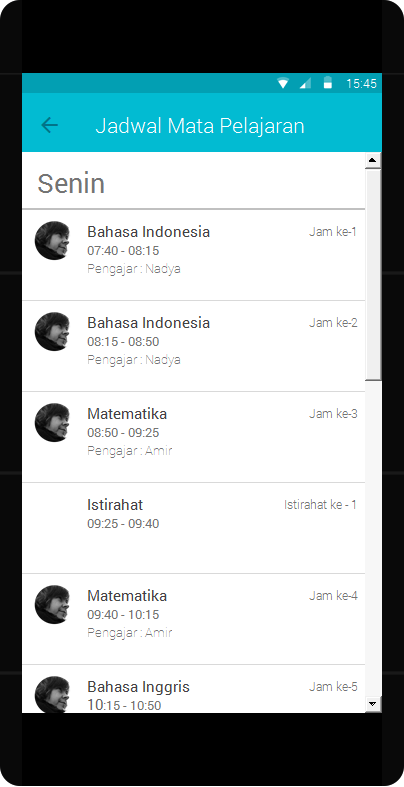 15:45
Jadwal Mata Pelajaran
Senin
Bahasa Indonesia
Jam ke-1
07:40 - 08:15
Pengajar : Nadya
Bahasa Indonesia
Jam ke-2
08:15 - 08:50
Pengajar : Nadya
Matematika
Jam ke-3
08:50 - 09:25
Pengajar : Amir
Istirahat
Istirahat ke - 1
09:25 - 09:40
Matematika
Jam ke-4
09:40 - 10:15
Pengajar : Amir
Bahasa Inggris
Jam ke-5
10:15 - 10:50